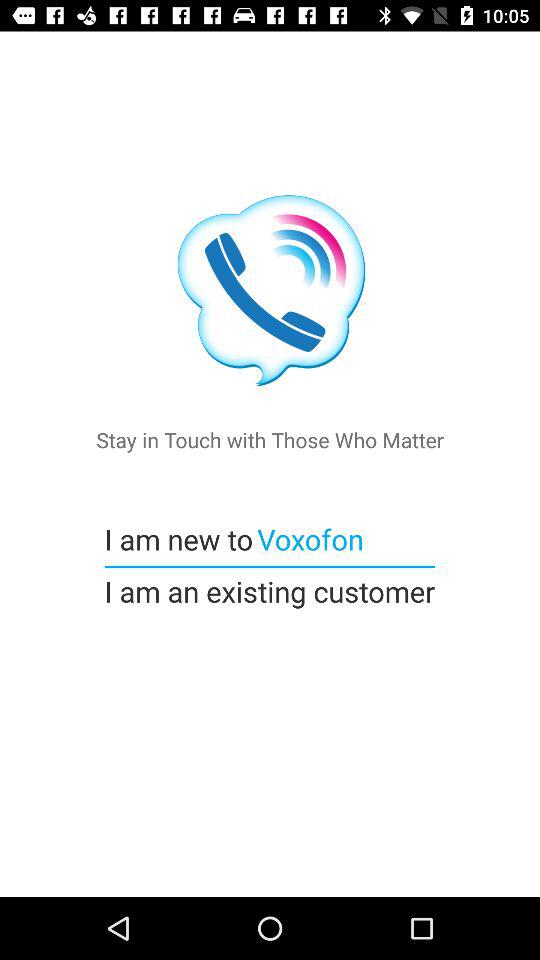 10:05
Stay in Touch with Those Who Matter
I am new to Voxofon
I am an existing customer